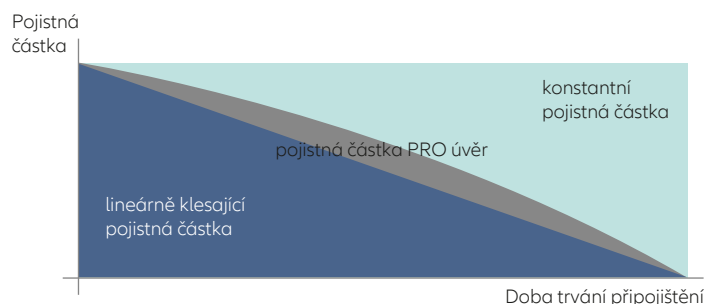 Pojistná
částka
konstantní
pojistná částka
pojistná částka PRO úvěr
lineárně klesající
pojistná částka
Doba trvání připojištění